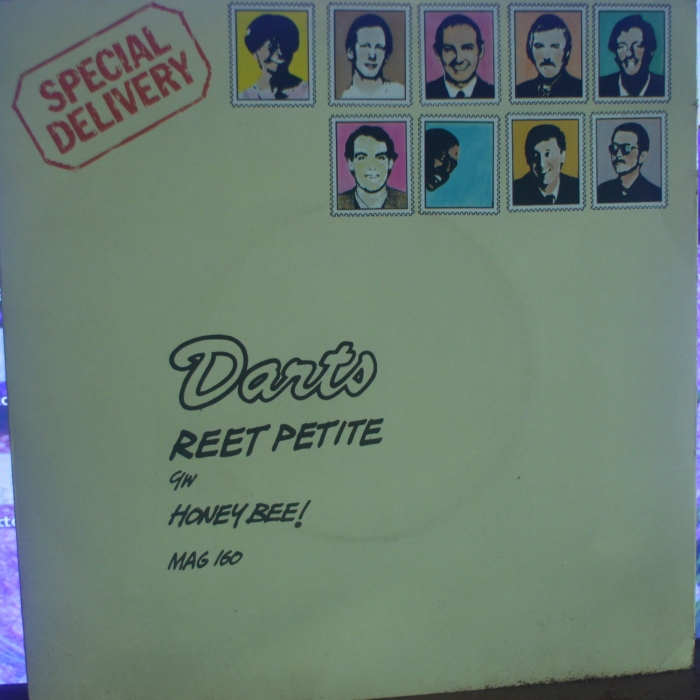 SPECIAL
DELIVERY
Darts
REET PETITE
c/w
HONEY BEE!
MAG 160